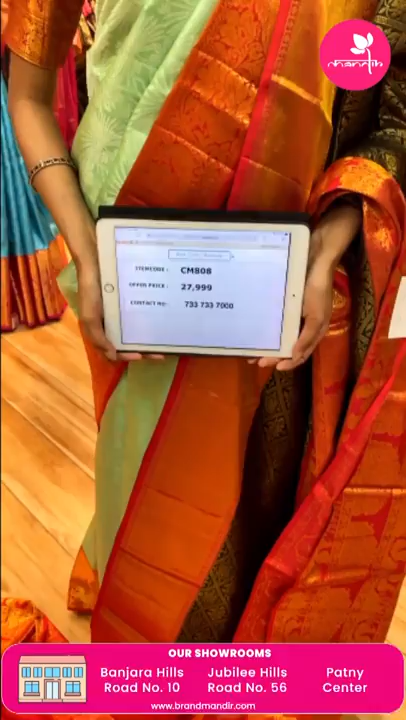 mandir
ITEMCODE : CM808
OFFER PRICE : 27,999
CONTACT NO: 733 733 7000
OUR SHOWROOMS
Banjara Hills Road No. 10
Jubilee Hills Road No. 56
Patny Center
www.brandmandir.com